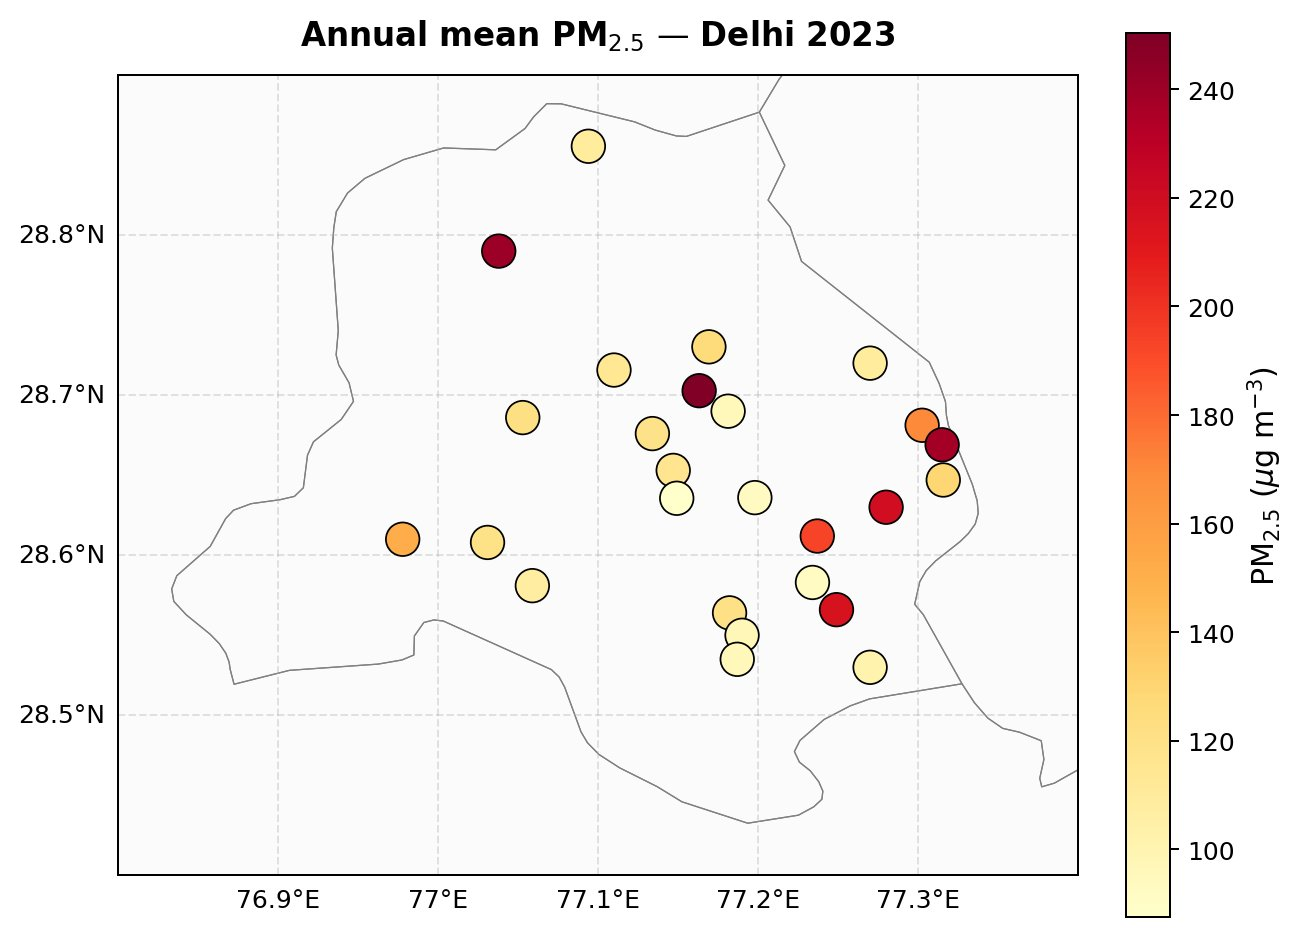 Annual mean PM₂.₅ — Delhi 2023
28.8°N
28.7°N
28.6°N
28.5°N
76.9°E 77°E 77.1°E 77.2°E 77.3°E
240
220
200
180
160
140
120
100
PM₂.₅ (μg m⁻³)